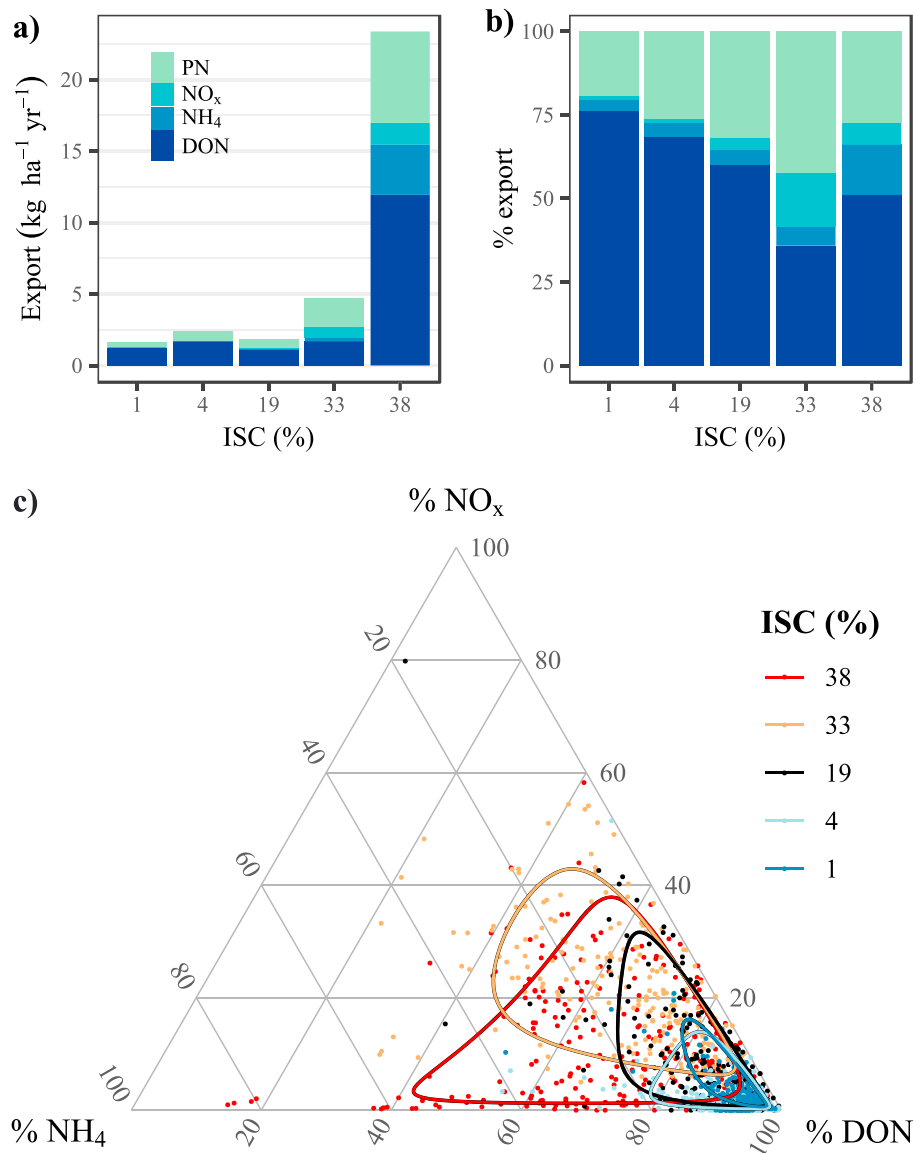 a)
Export (kg ha⁻¹ yr⁻¹)
20
15
10
5
0
PN
NOₓ
NH₄
DON
1 4 19 33 38
ISC (%)
b)
% export
100
75
50
25
0
1 4 19 33 38
ISC (%)
c)
% NOₓ
100
80
60
40
20
20
40
60
80
100
20 40 60 80 100
% NH₄
% DON
ISC (%)
38
33
19
4
1